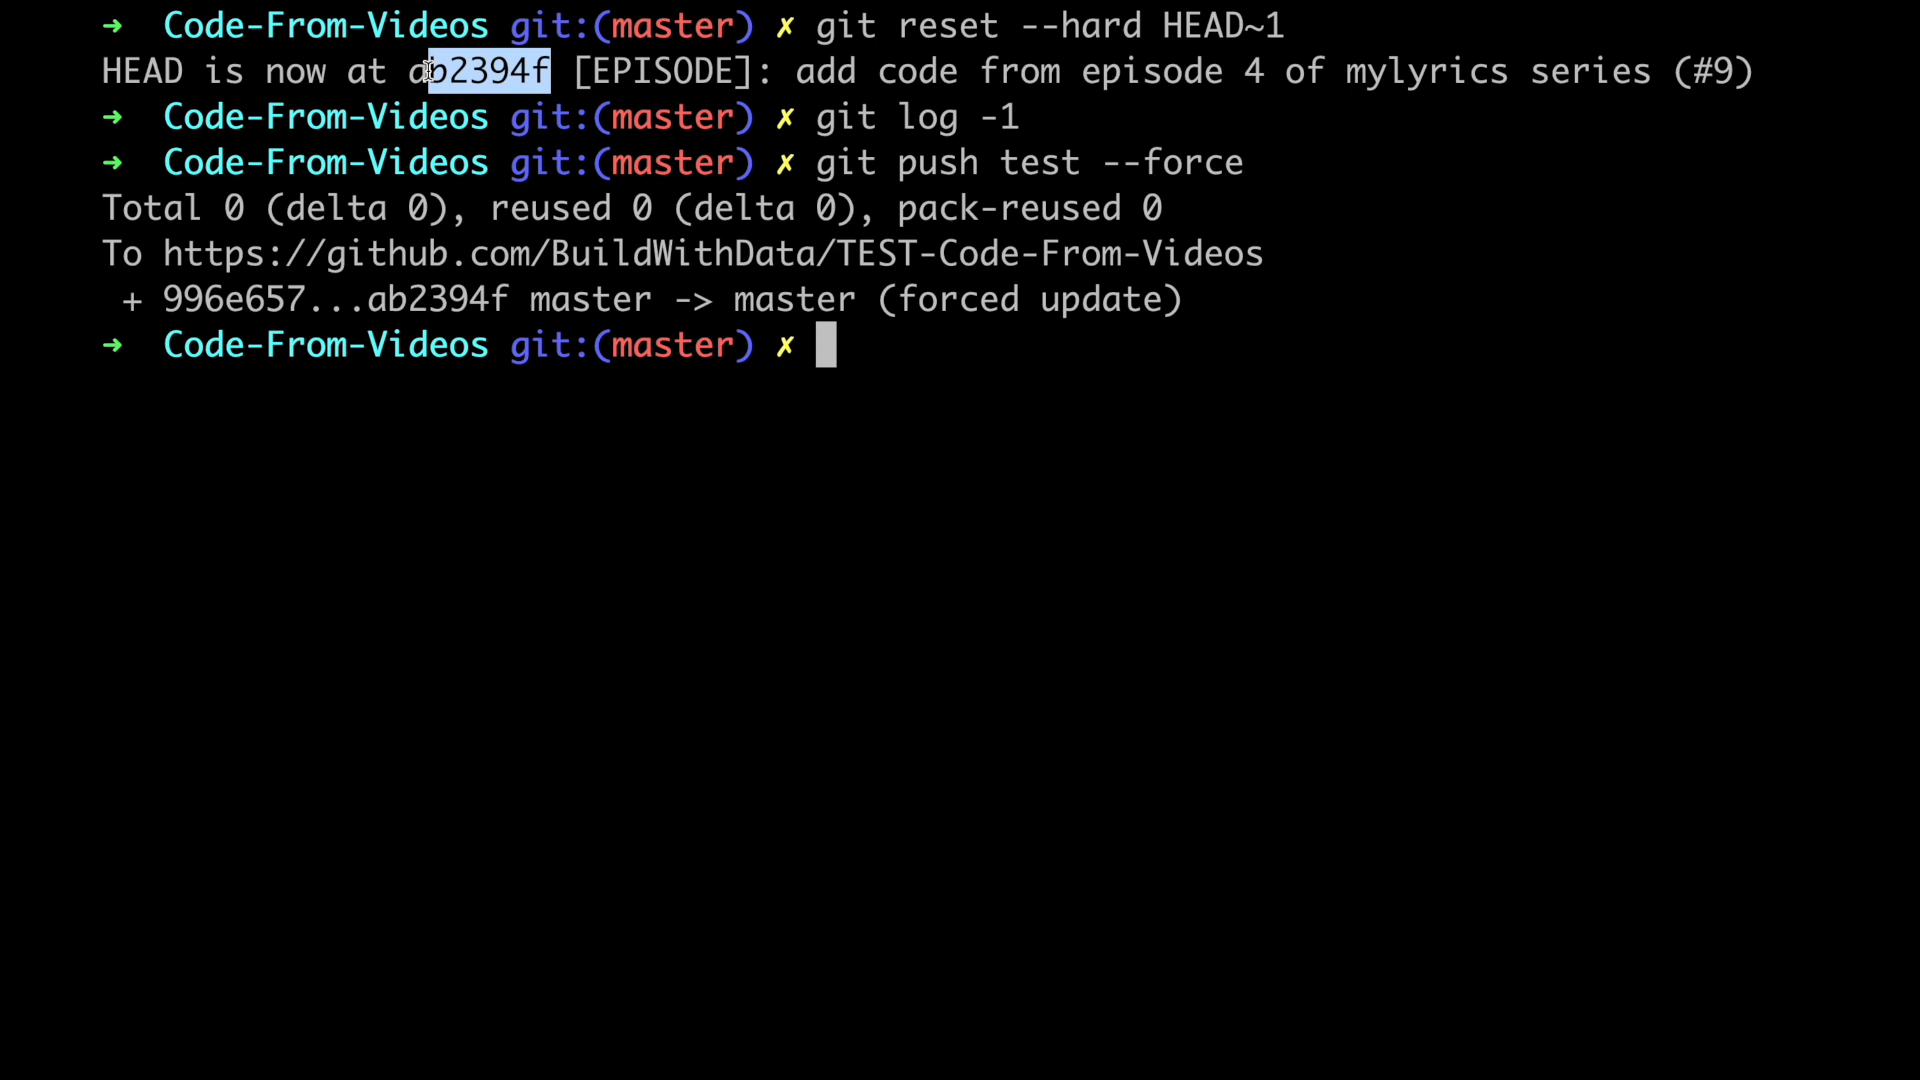 ➜ Code-From-Videos git:(master) ✗ git reset --hard HEAD~1
HEAD is now at ab2394f [EPISODE]: add code from episode 4 of mylyrics series (#9)
➜ Code-From-Videos git:(master) ✗ git log -1
➜ Code-From-Videos git:(master) ✗ git push test --force
Total 0 (delta 0), reused 0 (delta 0), pack-reused 0
To https://github.com/BuildWithData/TEST-Code-From-Videos
 + 996e657...ab2394f master -> master (forced update)
➜ Code-From-Videos git:(master) ✗